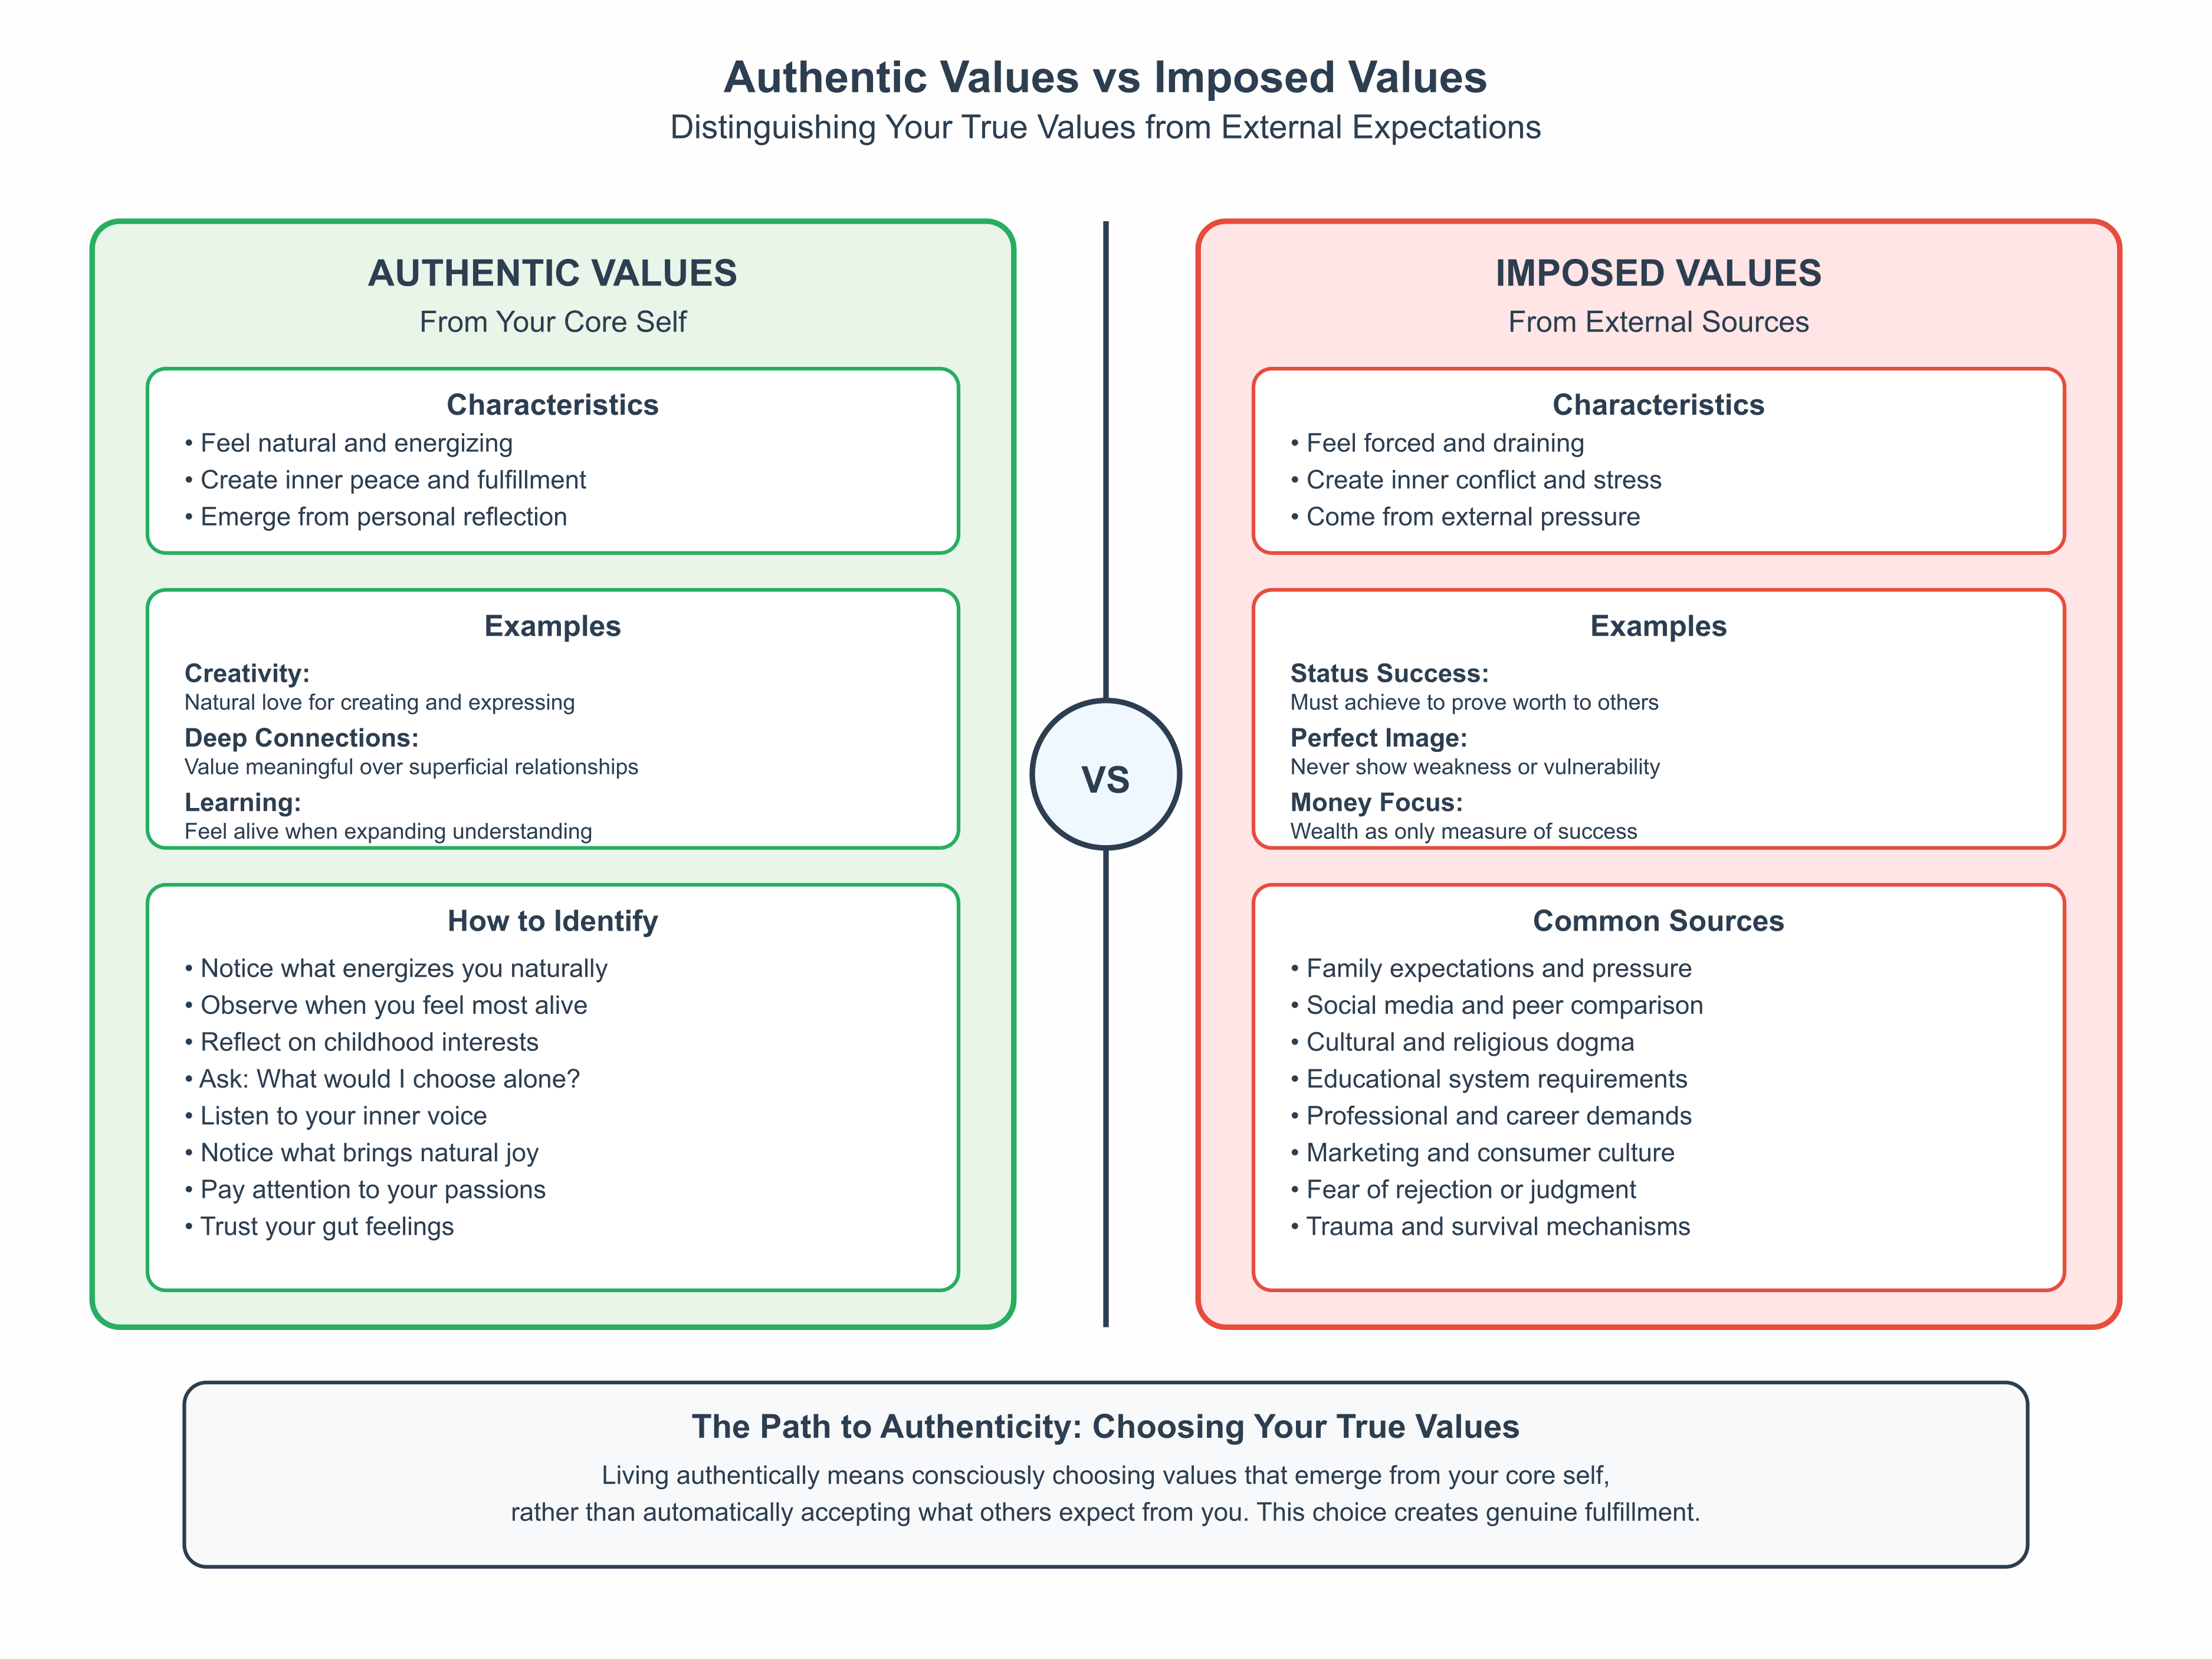 Authentic Values vs Imposed Values
Distinguishing Your True Values from External Expectations
AUTHENTIC VALUES
From Your Core Self
Characteristics
• Feel natural and energizing
• Create inner peace and fulfillment
• Emerge from personal reflection
Examples
Creativity:
Natural love for creating and expressing
Deep Connections:
Value meaningful over superficial relationships
Learning:
Feel alive when expanding understanding
How to Identify
• Notice what energizes you naturally
• Observe when you feel most alive
• Reflect on childhood interests
• Ask: What would I choose alone?
• Listen to your inner voice
• Notice what brings natural joy
• Pay attention to your passions
• Trust your gut feelings
VS
IMPOSED VALUES
From External Sources
Characteristics
• Feel forced and draining
• Create inner conflict and stress
• Come from external pressure
Examples
Status Success:
Must achieve to prove worth to others
Perfect Image:
Never show weakness or vulnerability
Money Focus:
Wealth as only measure of success
Common Sources
• Family expectations and pressure
• Social media and peer comparison
• Cultural and religious dogma
• Educational system requirements
• Professional and career demands
• Marketing and consumer culture
• Fear of rejection or judgment
• Trauma and survival mechanisms
The Path to Authenticity: Choosing Your True Values
Living authentically means consciously choosing values that emerge from your core self,
rather than automatically accepting what others expect from you. This choice creates genuine fulfillment.